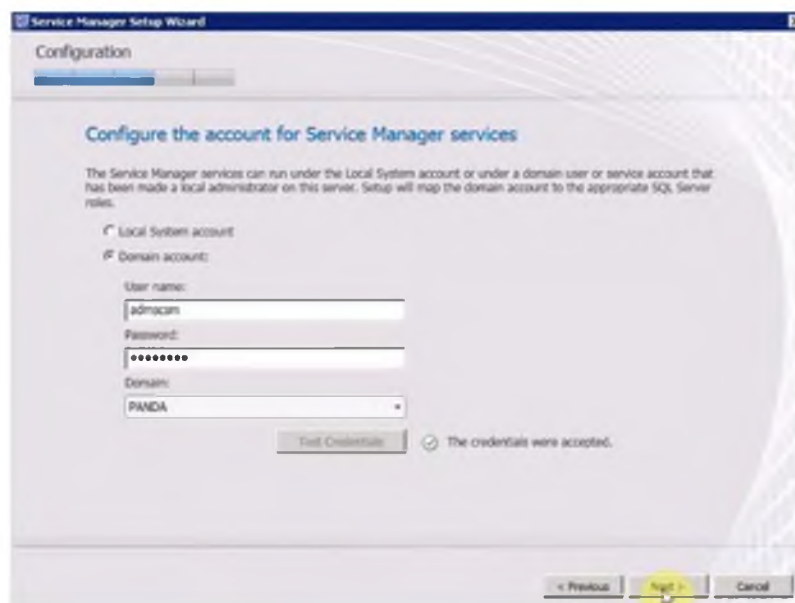 Service Manager Setup Wizard
Configuration
Configure the account for Service Manager services
The Service Manager services can run under the Local System account or under a domain user or service account that
has been made a local administrator on this server. Setup will map the domain account to the appropriate SQL Server
roles.
Local System account
Domain account:
User name:
Password:
••••••••
Domain:
PANDA
Test Credentials
The credentials were accepted.
< Previous
Next >
Cancel